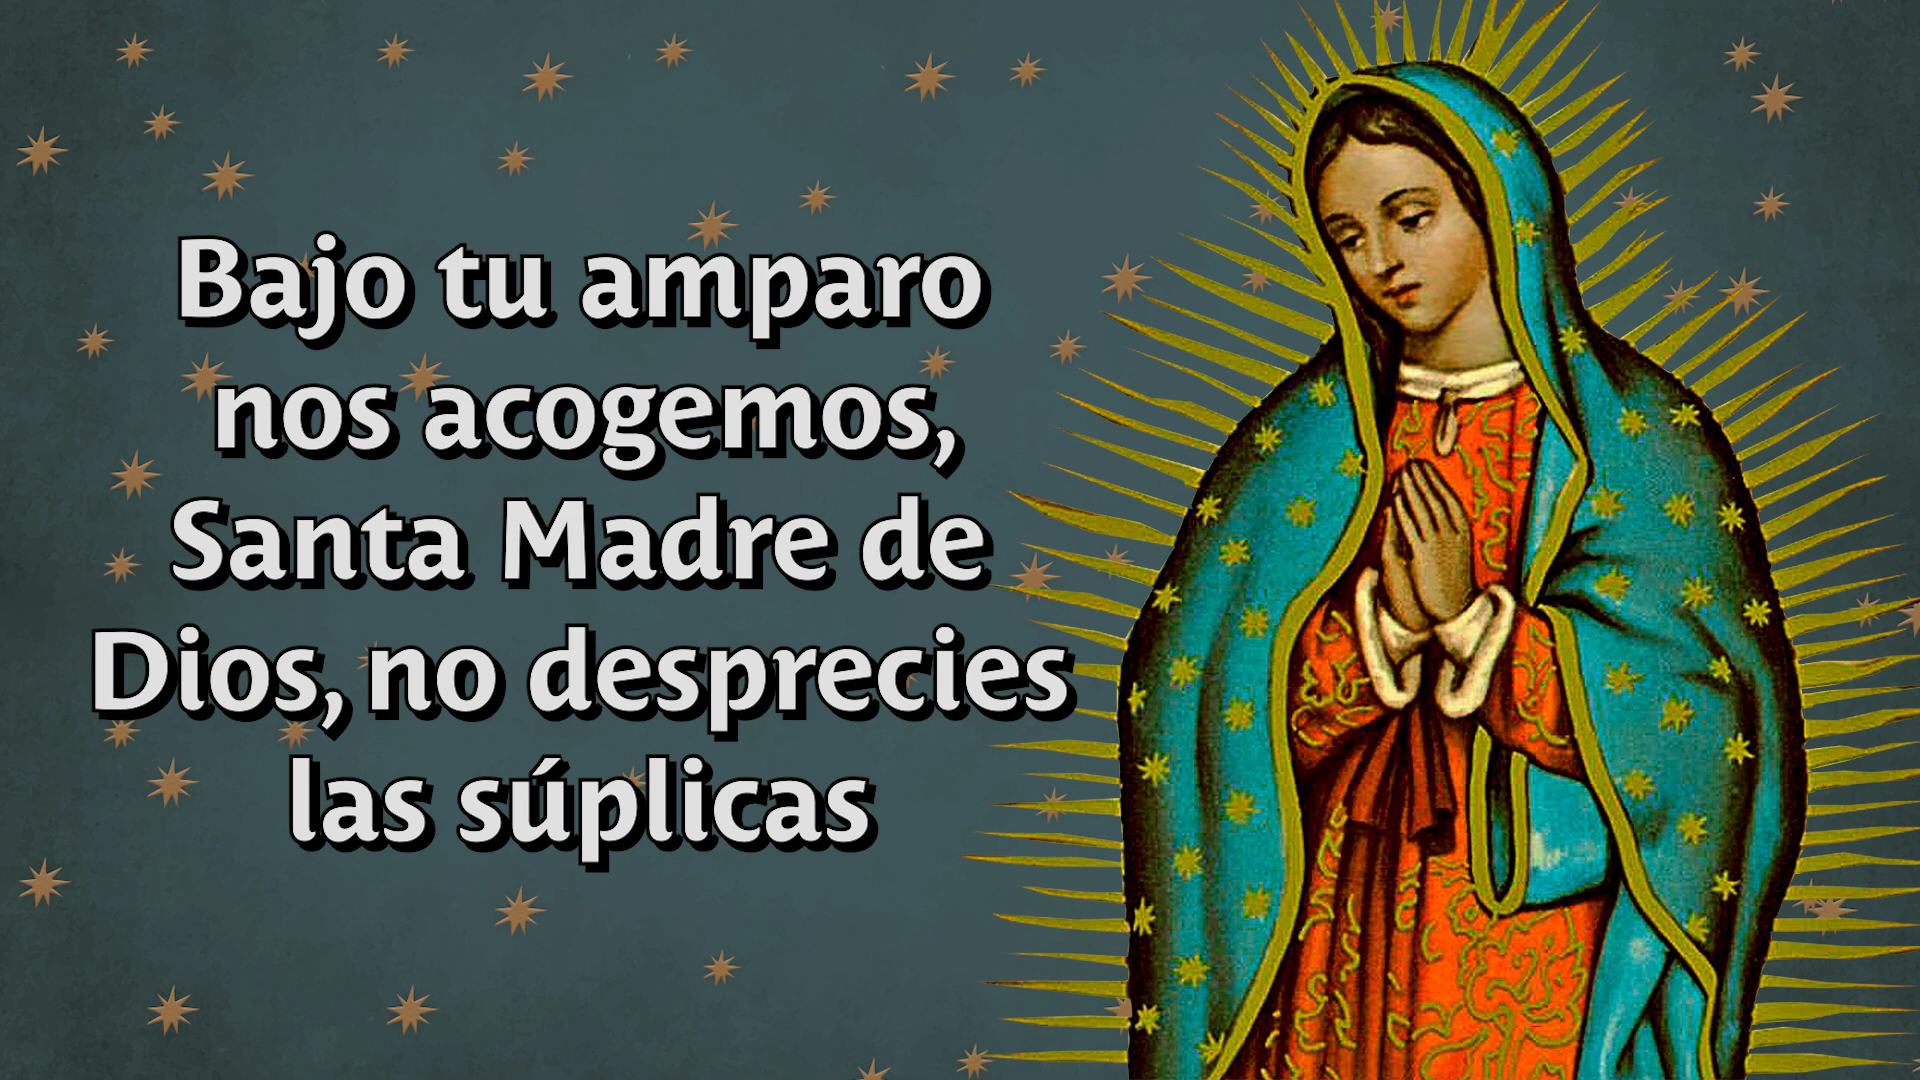 Bajo tu amparo
nos acogemos,
Santa Madre de
Dios, no desprecies
las súplicas